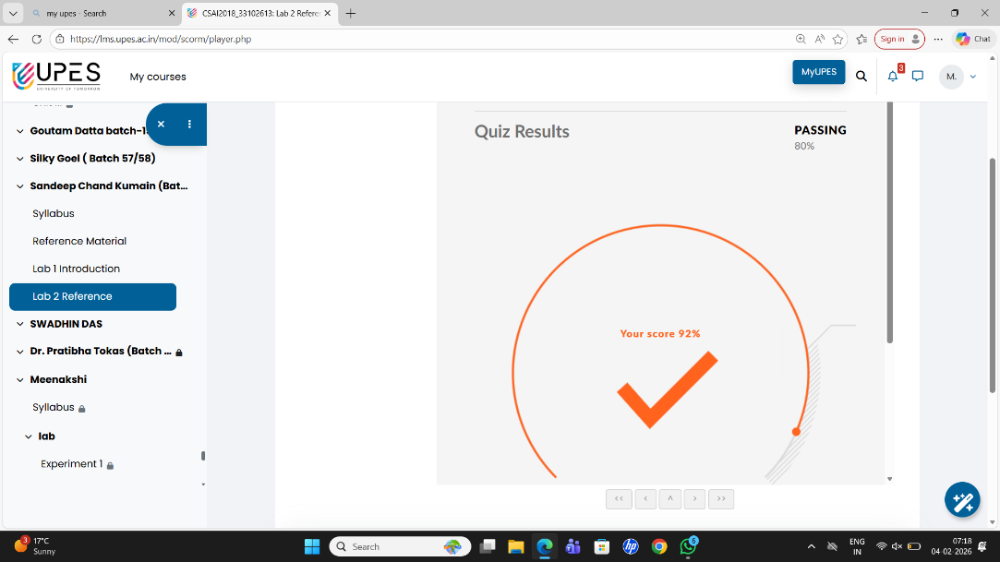 my upes - Search
CSAI2018_33102613: Lab 2 Refere
https://lms.upes.ac.in/mod/scorm/player.php
Sign in
Chat
UPES
UNIVERSITY OF TOMORROW
My courses
MyUPES
3
M.
Goutam Datta batch-1
Silky Goel ( Batch 57/58)
Sandeep Chand Kumain (Bat...
Syllabus
Reference Material
Lab 1 Introduction
Lab 2 Reference
SWADHIN DAS
Dr. Pratibha Tokas (Batch ...
Meenakshi
Syllabus
lab
Experiment 1
Quiz Results
PASSING
80%
Your score 92%
<< < ^ > >>
3
17°C
Sunny
Search
6
ENG
IN
07:18
04-02-2026